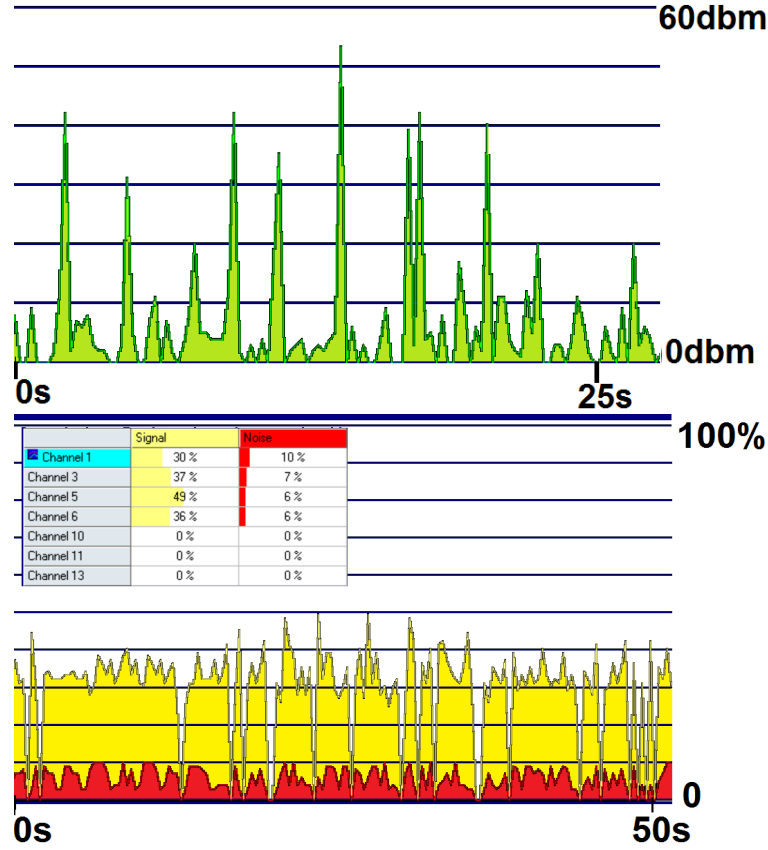 60dbm
0dbm
0s 25s
100%
Signal Noise
Channel 1 30 % 10 %
Channel 3 37 % 7 %
Channel 5 49 % 6 %
Channel 6 36 % 6 %
Channel 10 0 % 0 %
Channel 11 0 % 0 %
Channel 13 0 % 0 %
0
0s 50s